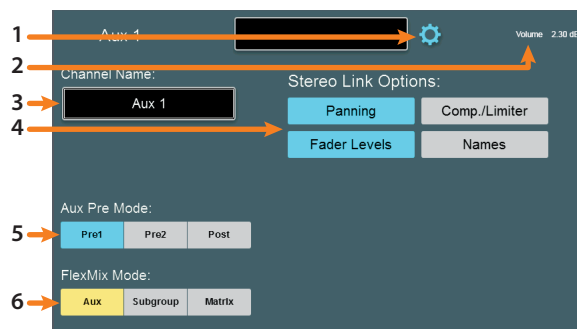 1
Aux 1
Volume 2.30 dB
2
Channel Name:
Stereo Link Options:
3
Aux 1
Panning
Comp./Limiter
4
Fader Levels
Names
Aux Pre Mode:
5
Pre1
Pre2
Post
FlexMix Mode:
6
Aux
Subgroup
Matrix